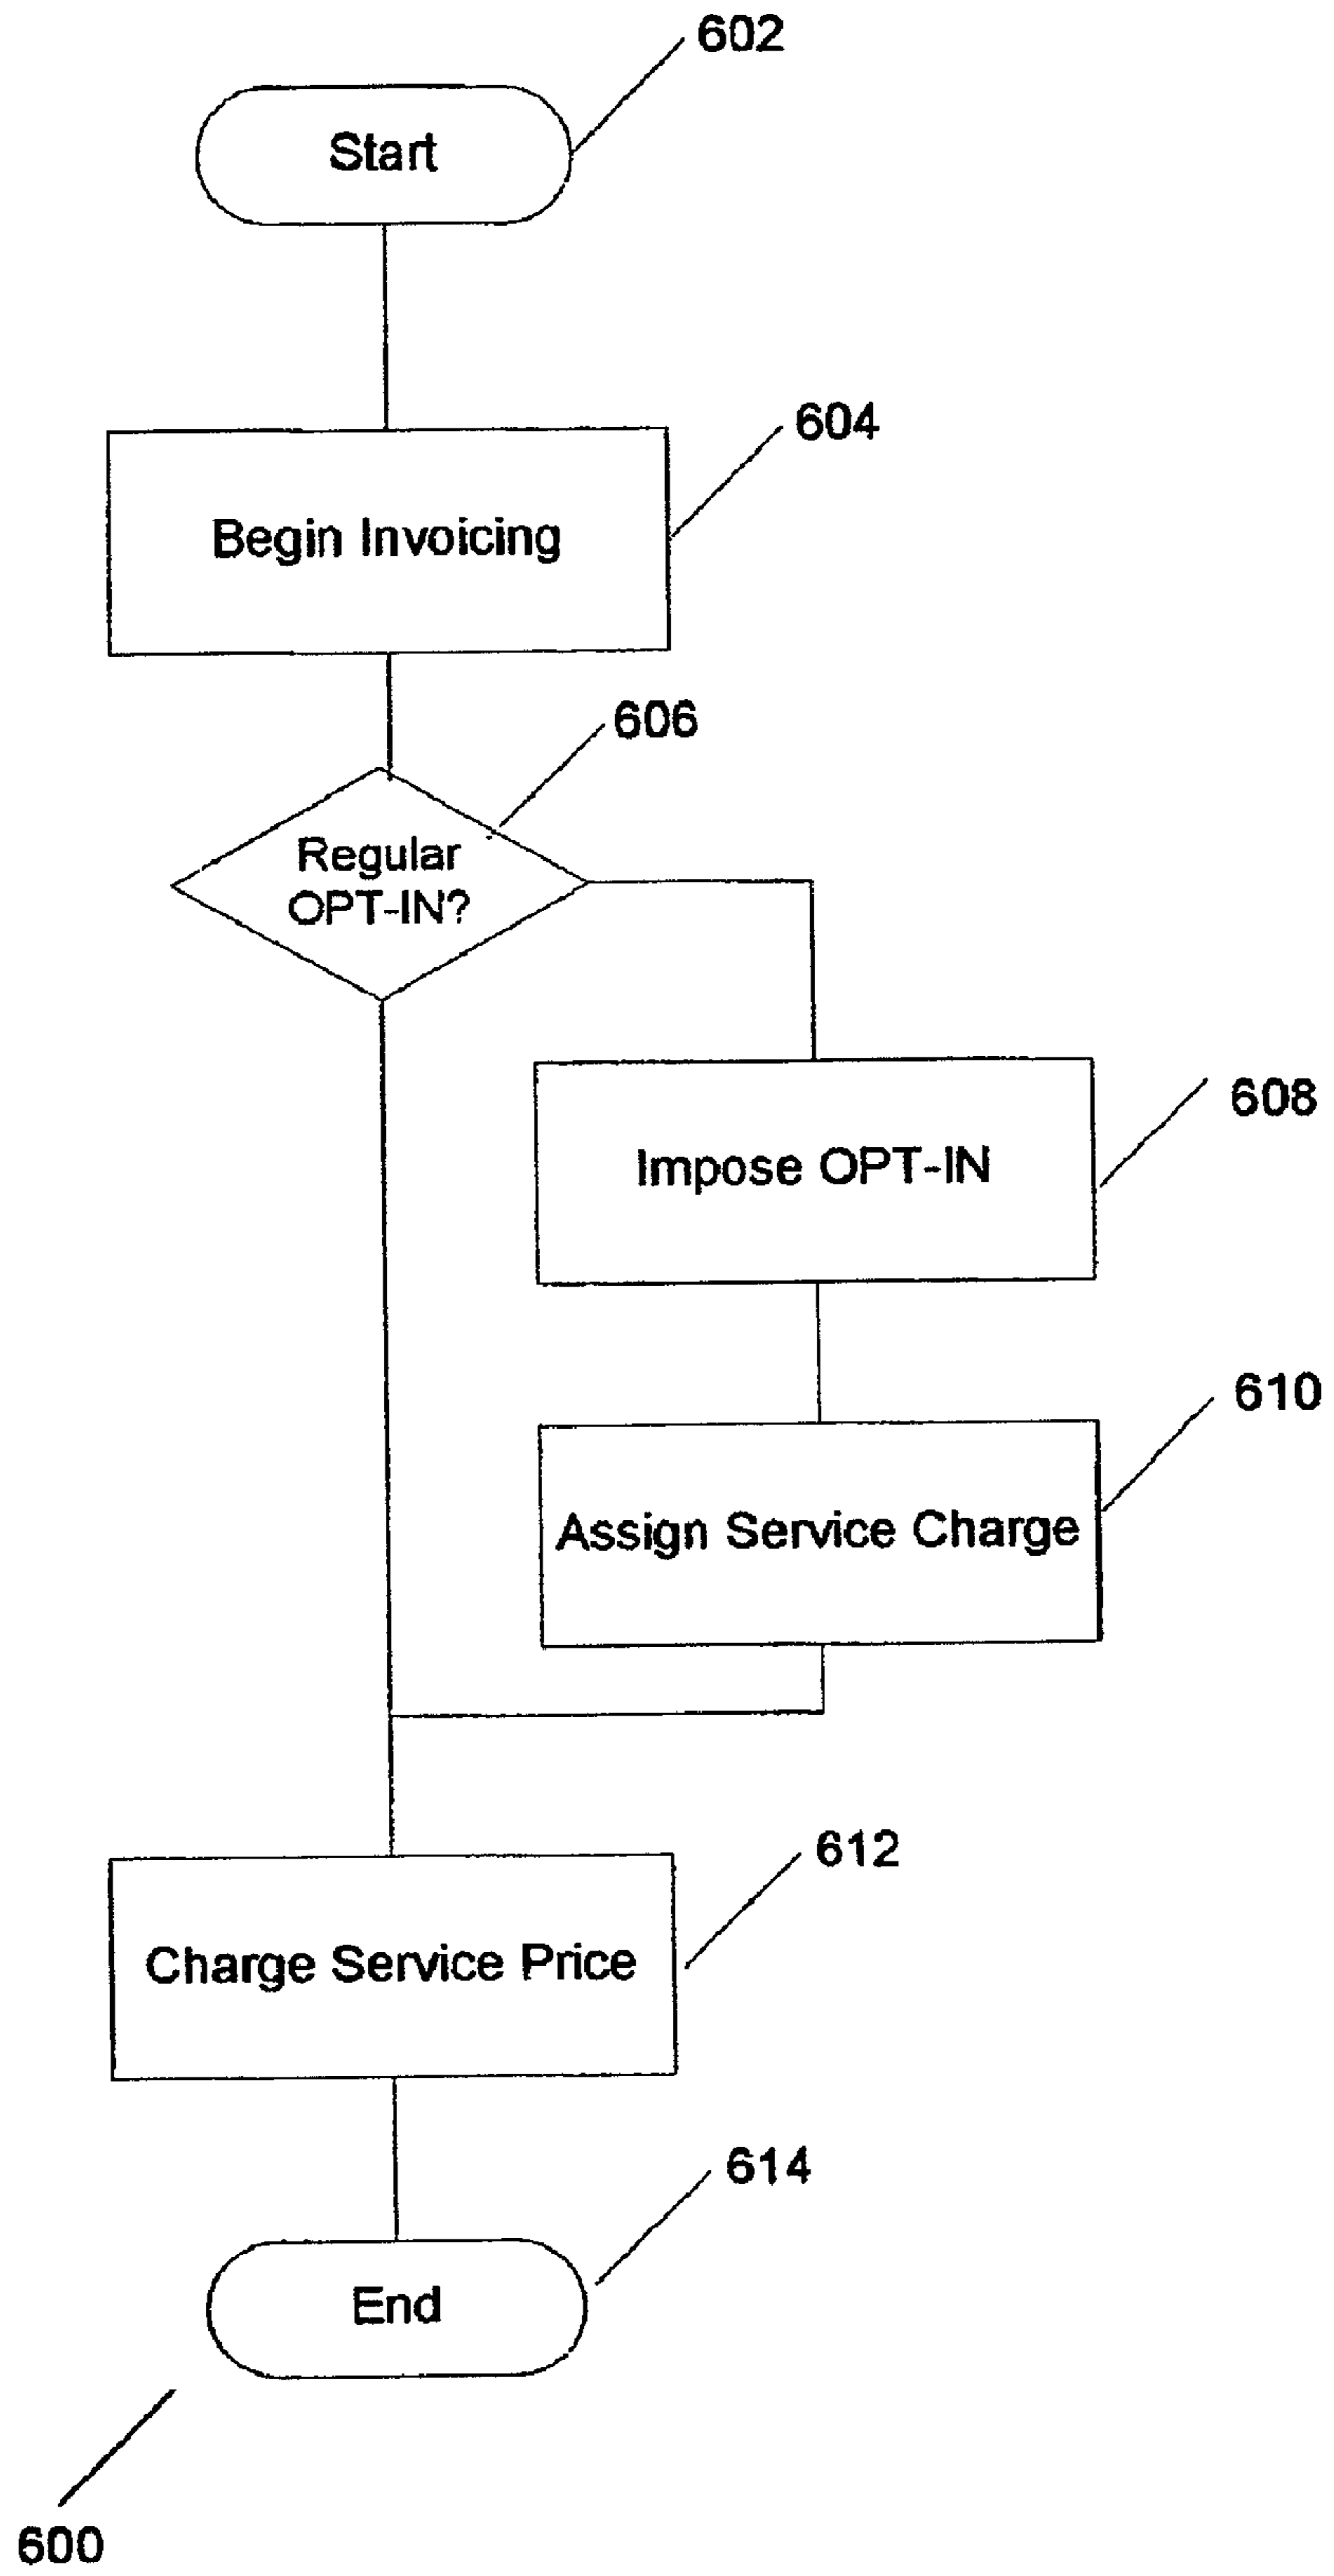 602
Start
604
Begin Invoicing
606
Regular
OPT-IN?
608
Impose OPT-IN
610
Assign Service Charge
612
Charge Service Price
614
End
600